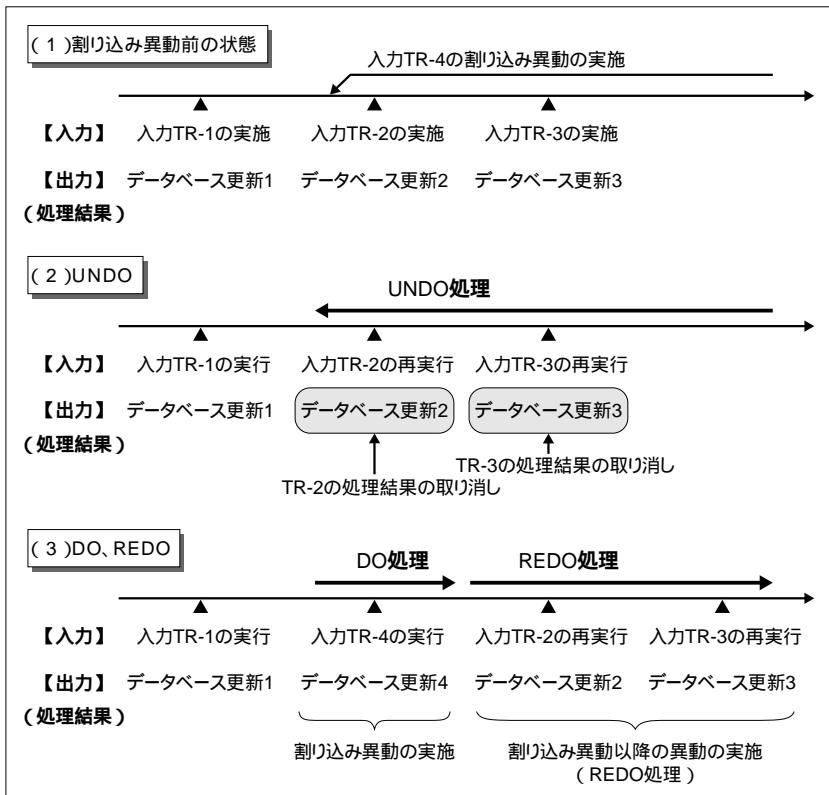 (1)割り込み異動前の状態
入力TR-4の割り込み異動の実施
【入力】 入力TR-1の実施 入力TR-2の実施 入力TR-3の実施
【出力】 データベース更新1 データベース更新2 データベース更新3
(処理結果)
(2)UNDO
UNDO処理
【入力】 入力TR-1の実行 入力TR-2の再実行 入力TR-3の再実行
【出力】 データベース更新1 データベース更新2 データベース更新3
(処理結果)
TR-3の処理結果の取り消し
TR-2の処理結果の取り消し
(3)DO、REDO
DO処理 REDO処理
【入力】 入力TR-1の実行 入力TR-4の実行 入力TR-2の再実行 入力TR-3の再実行
【出力】 データベース更新1 データベース更新4 データベース更新2 データベース更新3
(処理結果)
割り込み異動の実施 割り込み異動以降の異動の実施
(REDO処理)